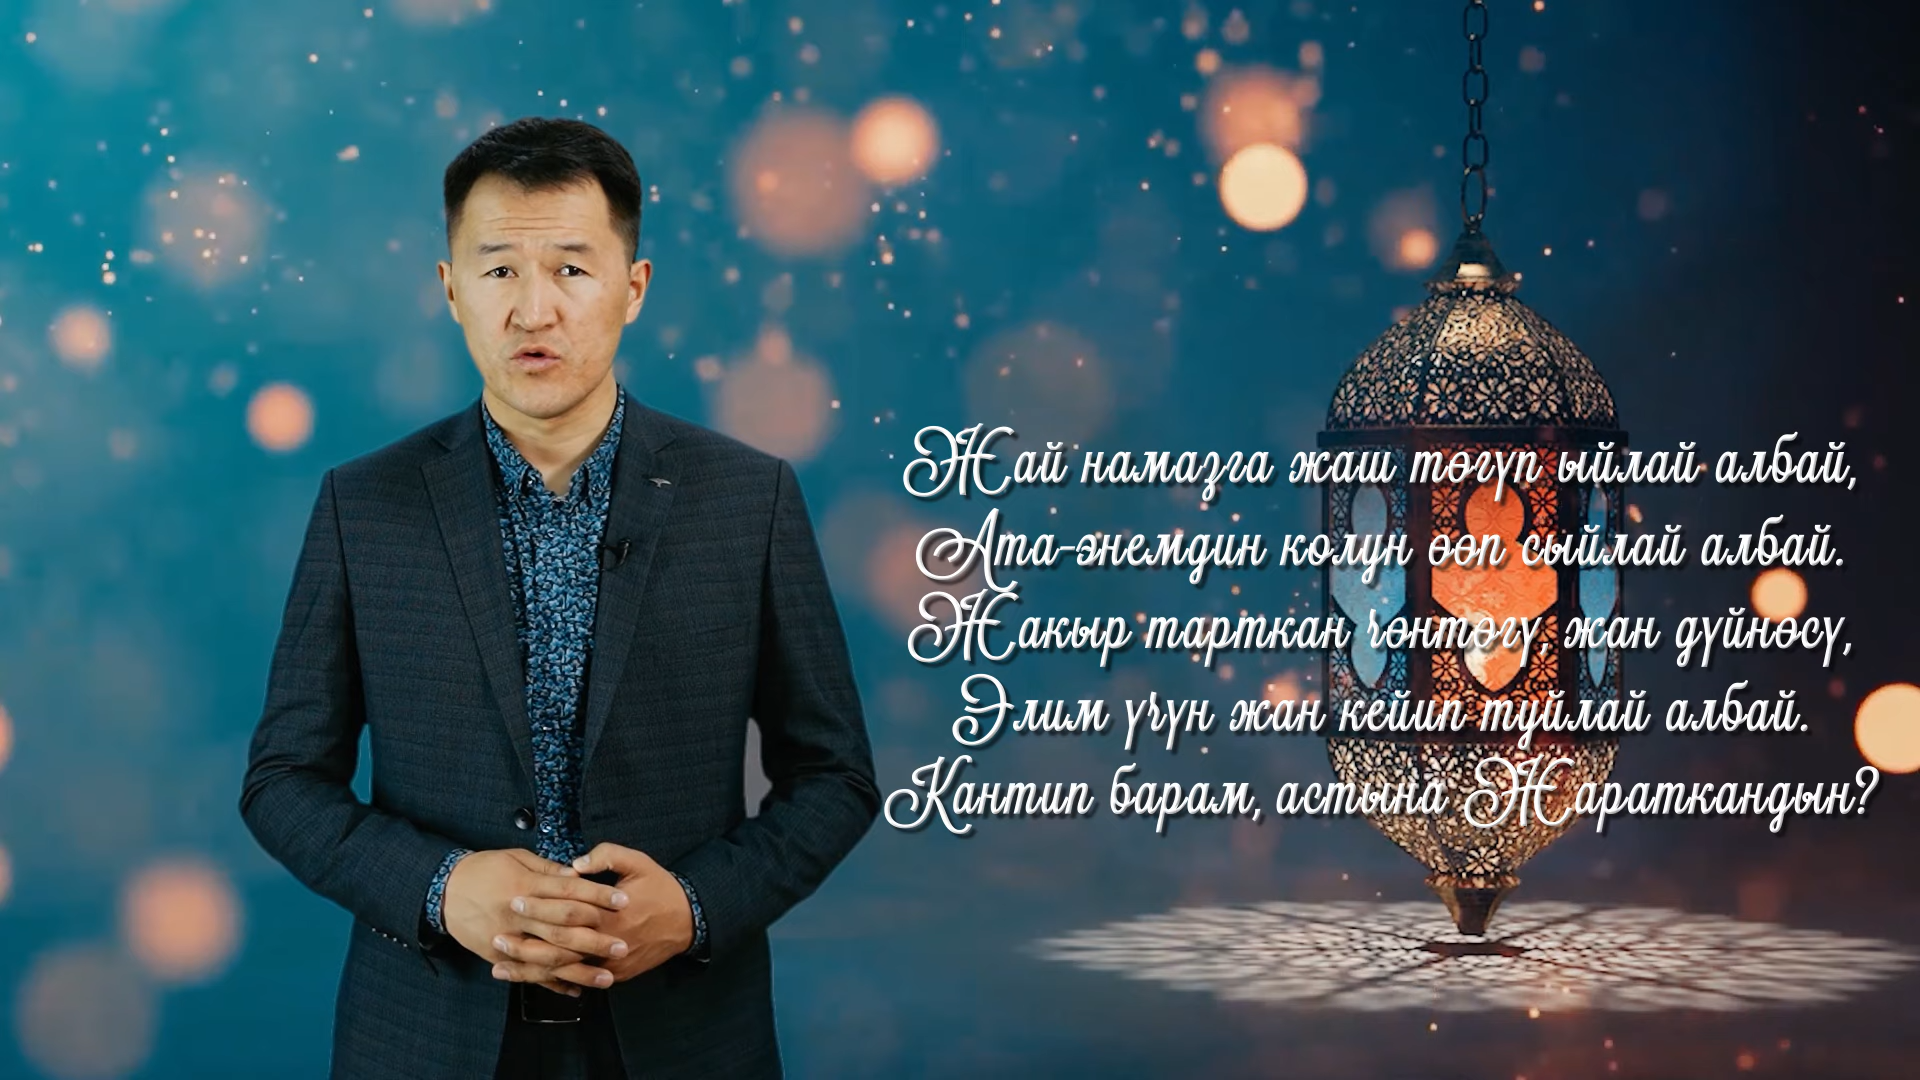 Жай намазга жаш төгүп ыйлай албай,
Ата-энемдин колун өөп сыйлай албай.
Жакыр тарткан чөнтөгү, жан дүйнөсү,
Элим үчүн жан кейип туйлай албай.
Кантип барам, астына Жараткандын?